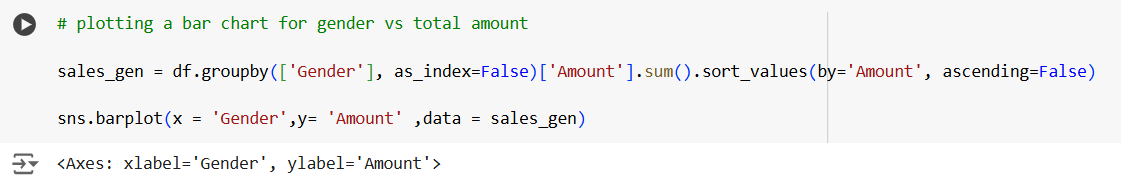 # plotting a bar chart for gender vs total amount
sales_gen = df.groupby(['Gender'], as_index=False)['Amount'].sum().sort_values(by='Amount', ascending=False)
sns.barplot(x = 'Gender',y= 'Amount' ,data = sales_gen)
<Axes: xlabel='Gender', ylabel='Amount'>